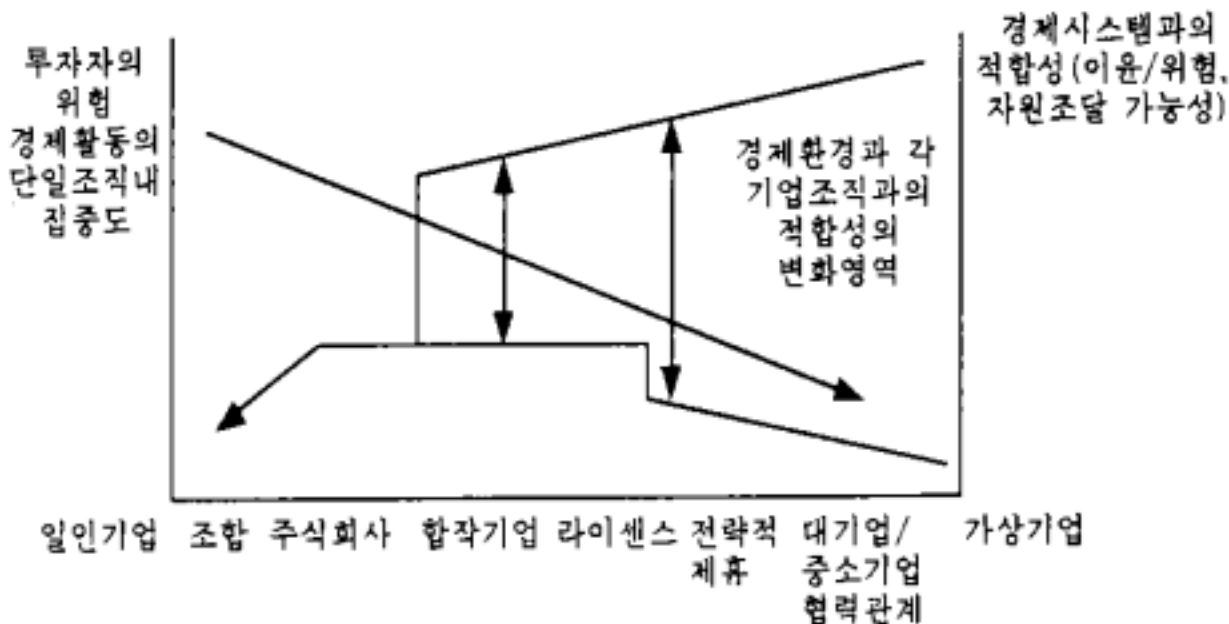 투자자의
위험
경제활동의
단일조직내
집중도
경제시스템과의
적합성(이윤/위험,
자원조달 가능성)
경제환경과 각
기업조직과의
적합성의
변화영역
일인기업 조합 주식회사 합작기업 라이센스 전략적 대기업/ 가상기업
제휴 중소기업
협력관계